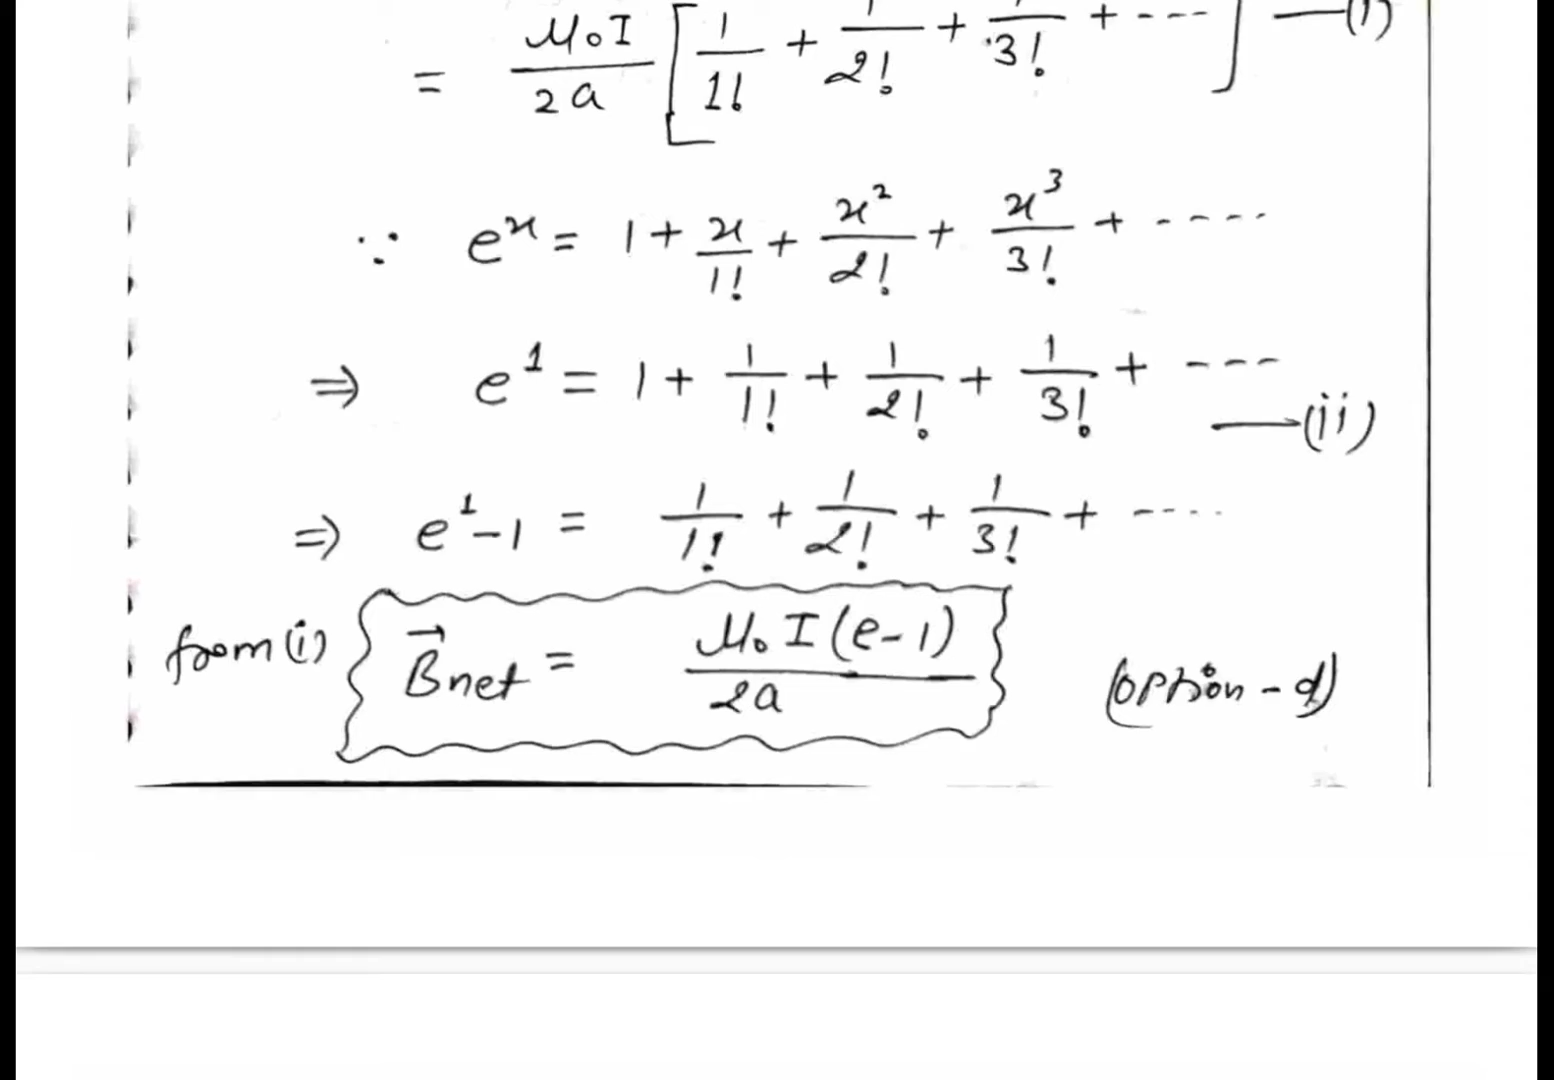 = μ₀I/2a [1/1! + 1/2! + 1/3! + ---] —(i)
∵ eˣ = 1 + x/1! + x²/2! + x³/3! + -----
⇒ e¹ = 1 + 1/1! + 1/2! + 1/3! + --- —(ii)
⇒ e¹-1 = 1/1! + 1/2! + 1/3! + ----
from (i) B⃗net = μ₀I(e-1)/2a (option-d)